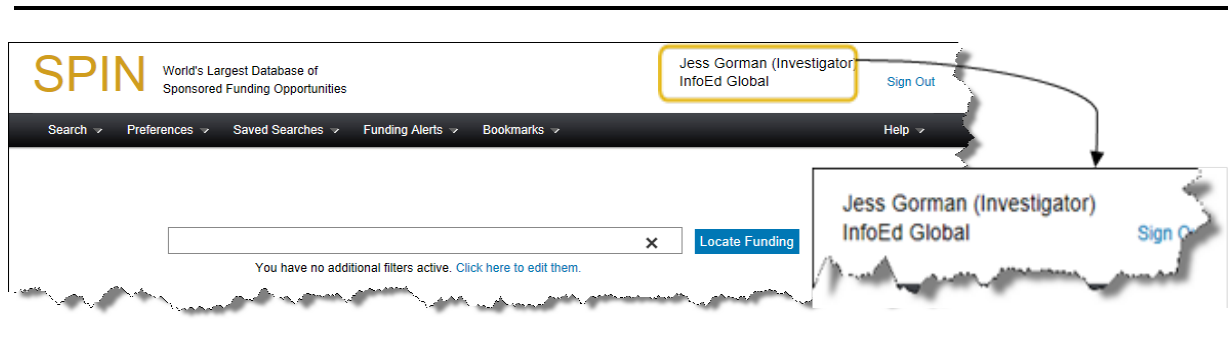 SPIN
World's Largest Database of
Sponsored Funding Opportunities
Jess Gorman (Investigator)
InfoEd Global
Sign Out
Search Preferences Saved Searches Funding Alerts Bookmarks Help
Locate Funding
You have no additional filters active. Click here to edit them.
Jess Gorman (Investigator)
InfoEd Global
Sign